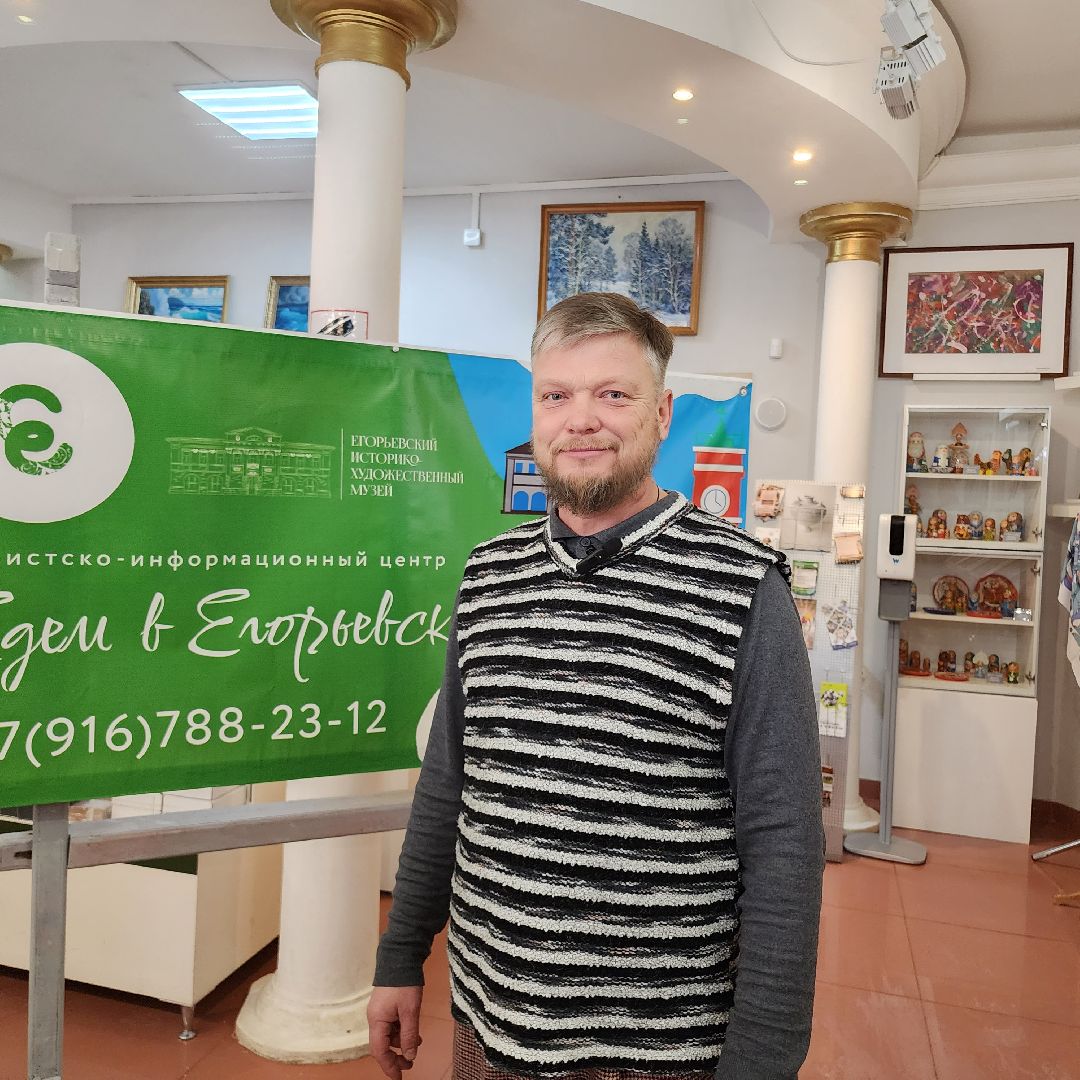 е
ЕГОРЬЕВСКИЙ
ИСТОРИКО-
ХУДОЖЕСТВЕННЫЙ
МУЗЕЙ
истско-информационный центр
дем в Егорьевск
7(916)788-23-12